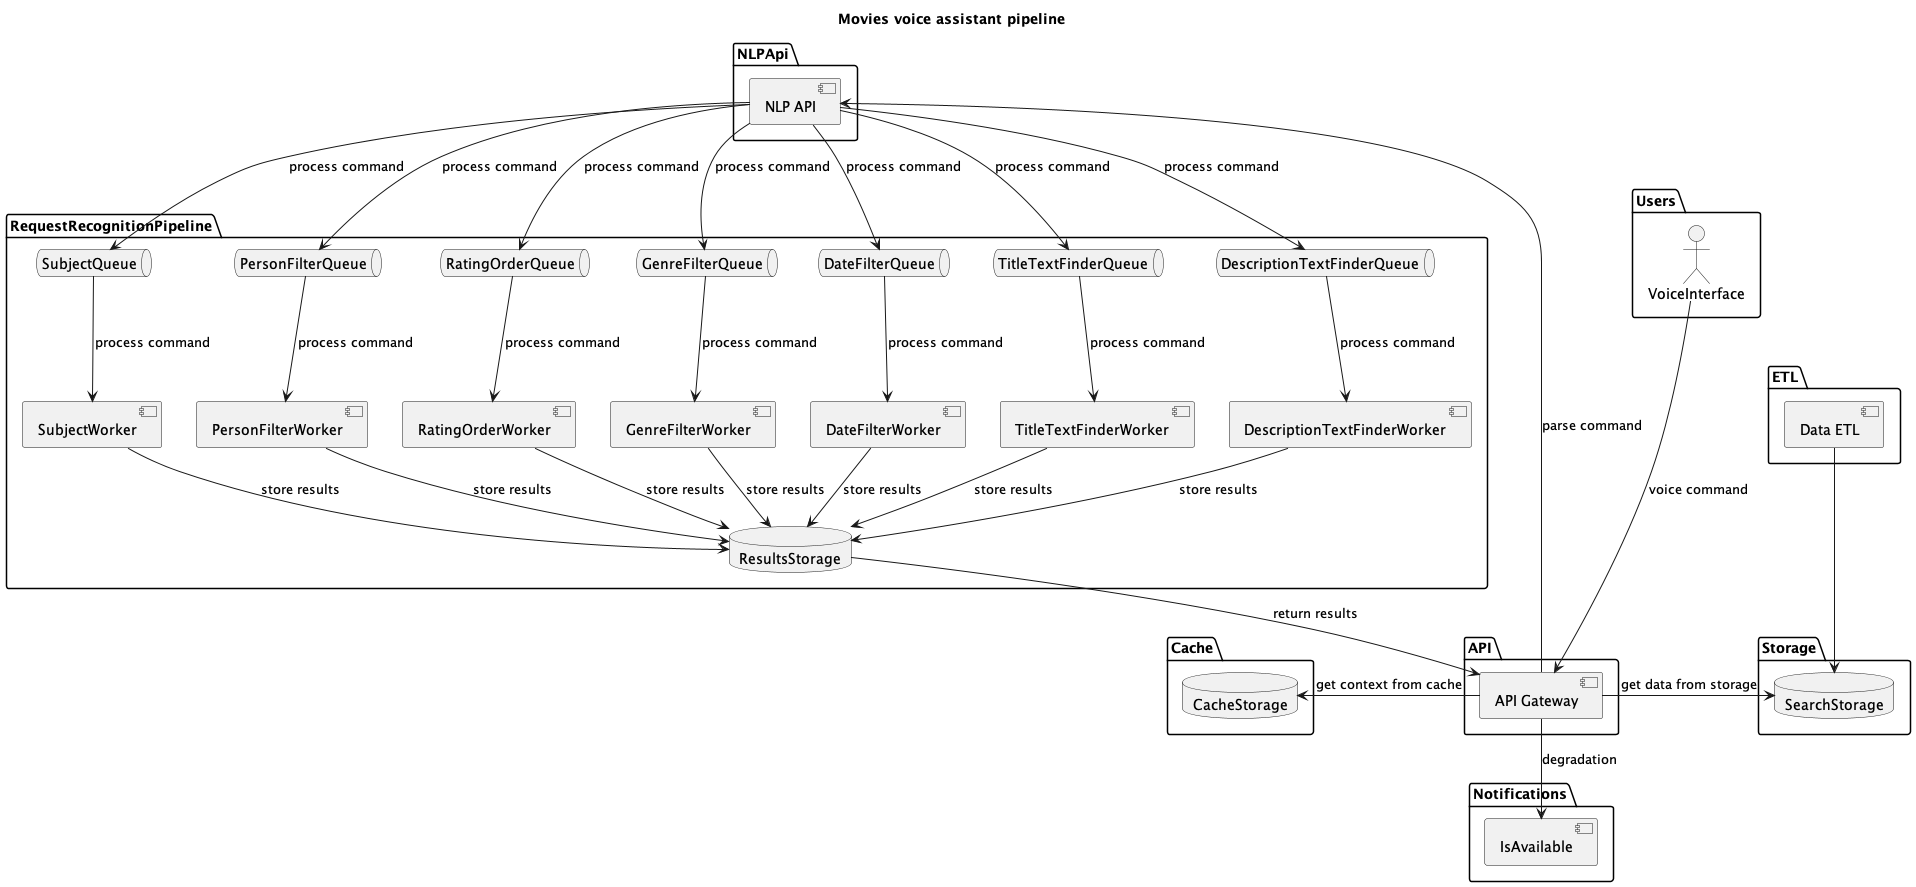 Movies voice assistant pipeline
NLPApi
NLP API
process command
process command
process command
process command
process command
process command
process command
Users
VoiceInterface
RequestRecognitionPipeline
SubjectQueue
PersonFilterQueue
RatingOrderQueue
GenreFilterQueue
DateFilterQueue
TitleTextFinderQueue
DescriptionTextFinderQueue
process command
process command
process command
process command
process command
process command
process command
ETL
Data ETL
SubjectWorker
PersonFilterWorker
RatingOrderWorker
GenreFilterWorker
DateFilterWorker
TitleTextFinderWorker
DescriptionTextFinderWorker
parse command
voice command
store results
store results
store results
store results
store results
store results
store results
ResultsStorage
return results
Cache
CacheStorage
get context from cache
API
API Gateway
get data from storage
Storage
SearchStorage
degradation
Notifications
IsAvailable